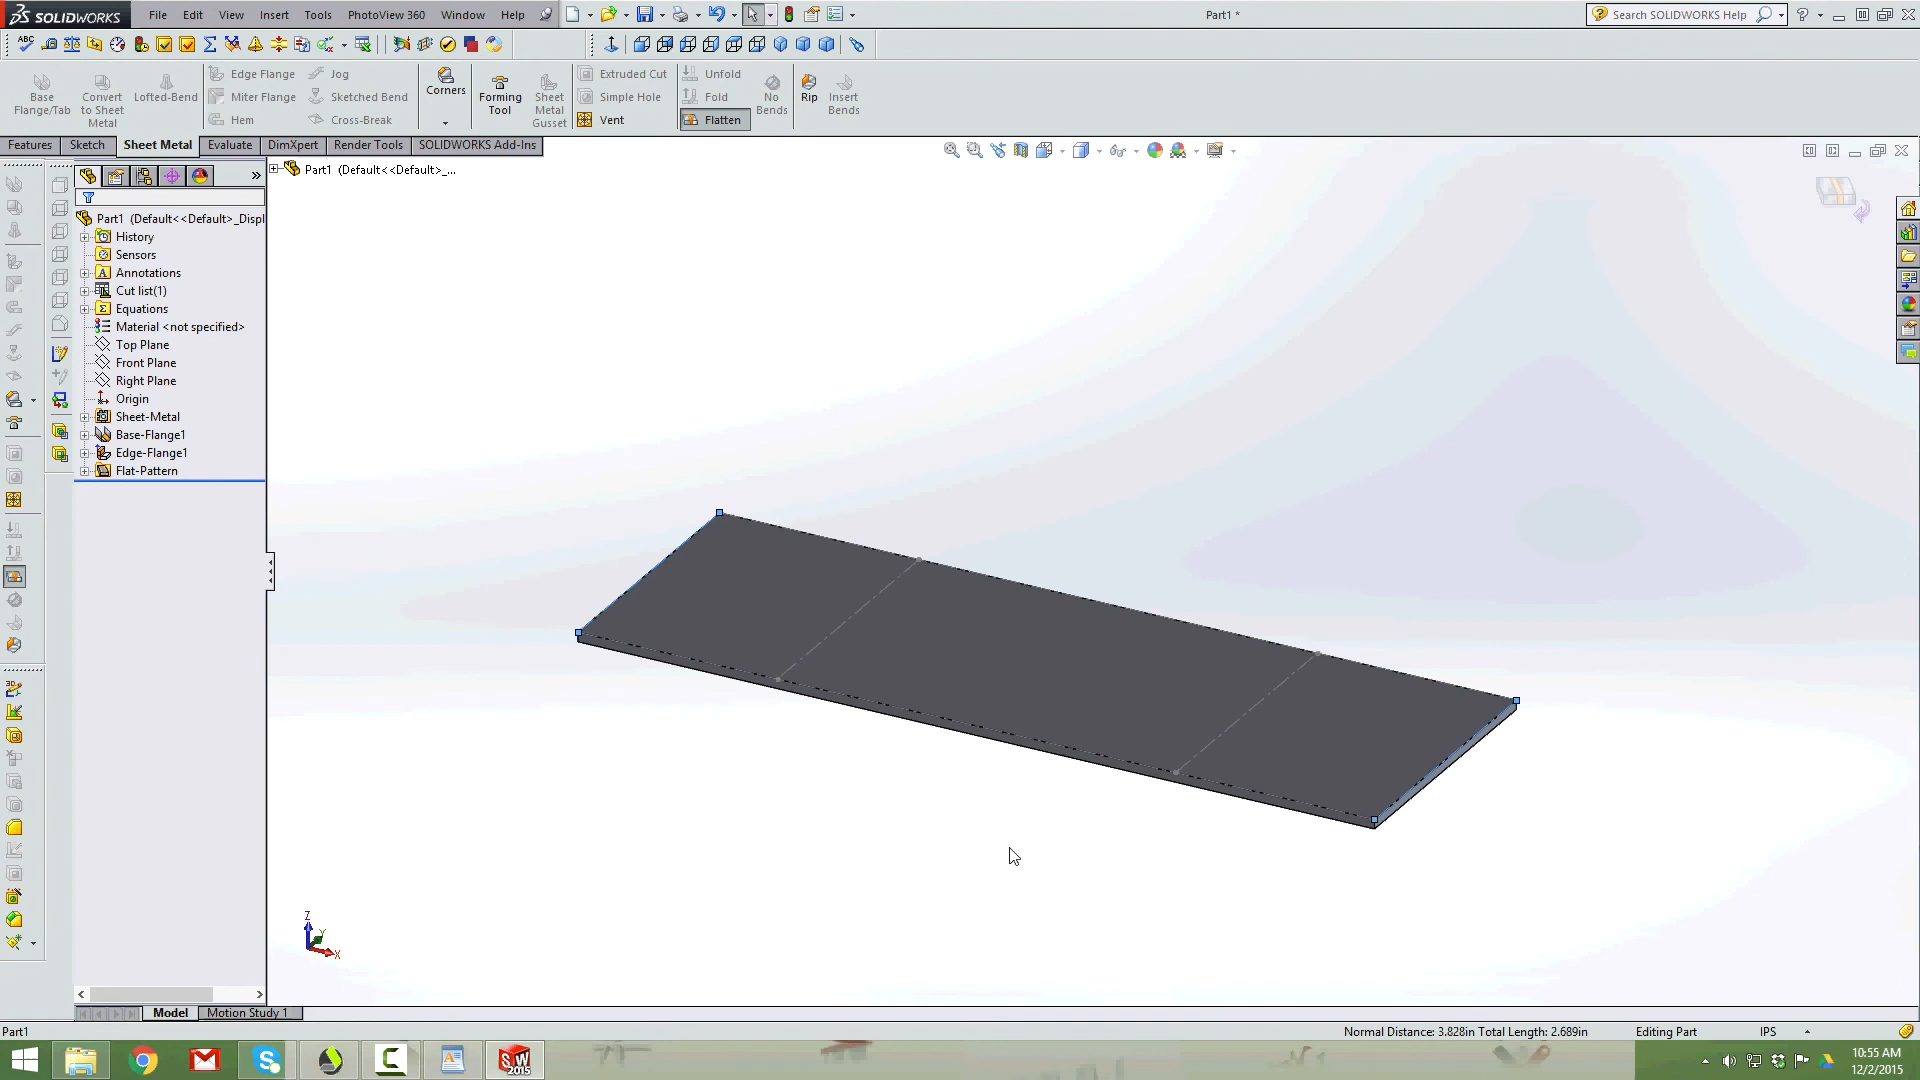 SOLIDWORKS File Edit View Insert Tools PhotoView 360 Window Help Part1 * Search SOLIDWORKS Help
ABC
Base Flange/Tab
Convert to Sheet Metal
Lofted-Bend
Edge Flange
Miter Flange
Hem
Jog
Sketched Bend
Cross-Break
Corners
Forming Tool
Sheet Metal Gusset
Extruded Cut
Simple Hole
Vent
Unfold
Fold
Flatten
No Bends
Rip
Insert Bends
Features Sketch Sheet Metal Evaluate DimXpert Render Tools SOLIDWORKS Add-Ins
Part1 (Default<<Default>_...
Part1 (Default<<Default>_Displ
History
Sensors
Annotations
Cut list(1)
Equations
Material <not specified>
Top Plane
Front Plane
Right Plane
Origin
Sheet-Metal
Base-Flange1
Edge-Flange1
Flat-Pattern
Z
Y
X
Model Motion Study 1
Part1 Normal Distance: 3.828in Total Length: 2.689in Editing Part IPS
SW 2015
10:55 AM
12/2/2015